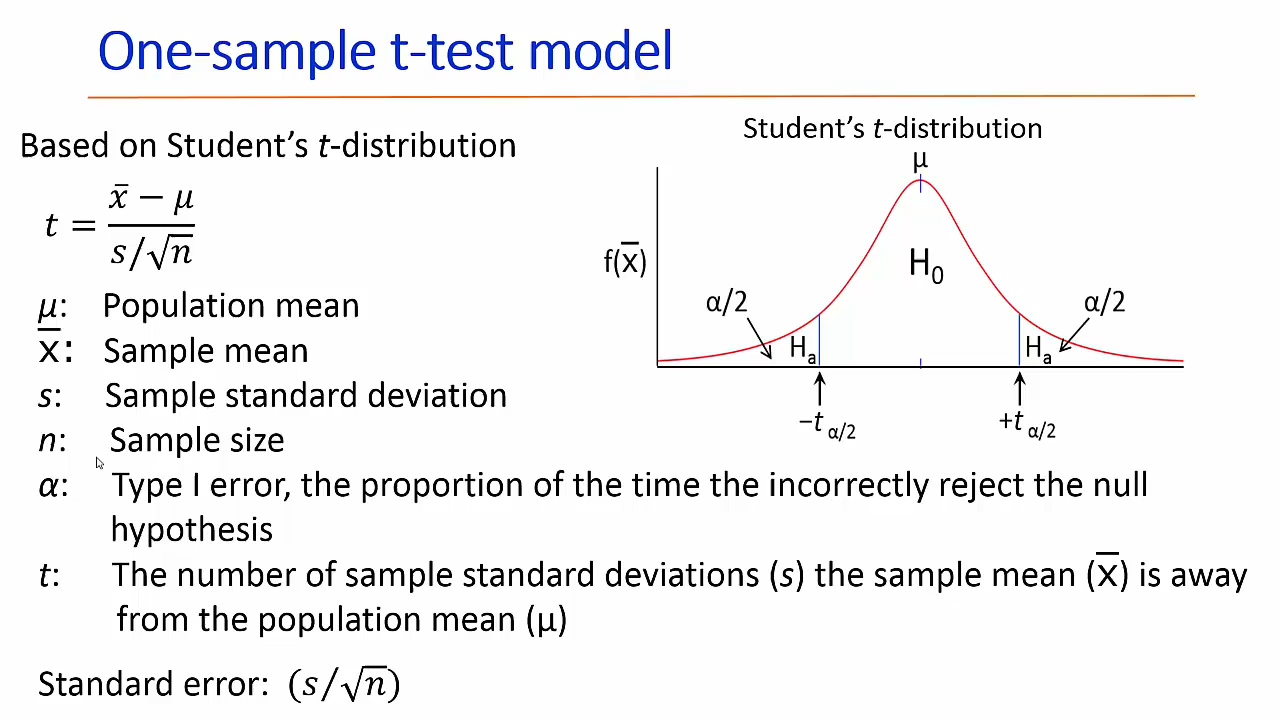 One-sample t-test model
Based on Student's t-distribution
t = (x̄ − μ) / (s/√n)
μ: Population mean
x̄: Sample mean
s: Sample standard deviation
n: Sample size
α: Type I error, the proportion of the time the incorrectly reject the null
hypothesis
t: The number of sample standard deviations (s) the sample mean (x̄) is away
from the population mean (μ)
Standard error: (s/√n)
Student's t-distribution
μ
f(x̄)
H₀
α/2
α/2
Hₐ
Hₐ
−t α/2
+t α/2